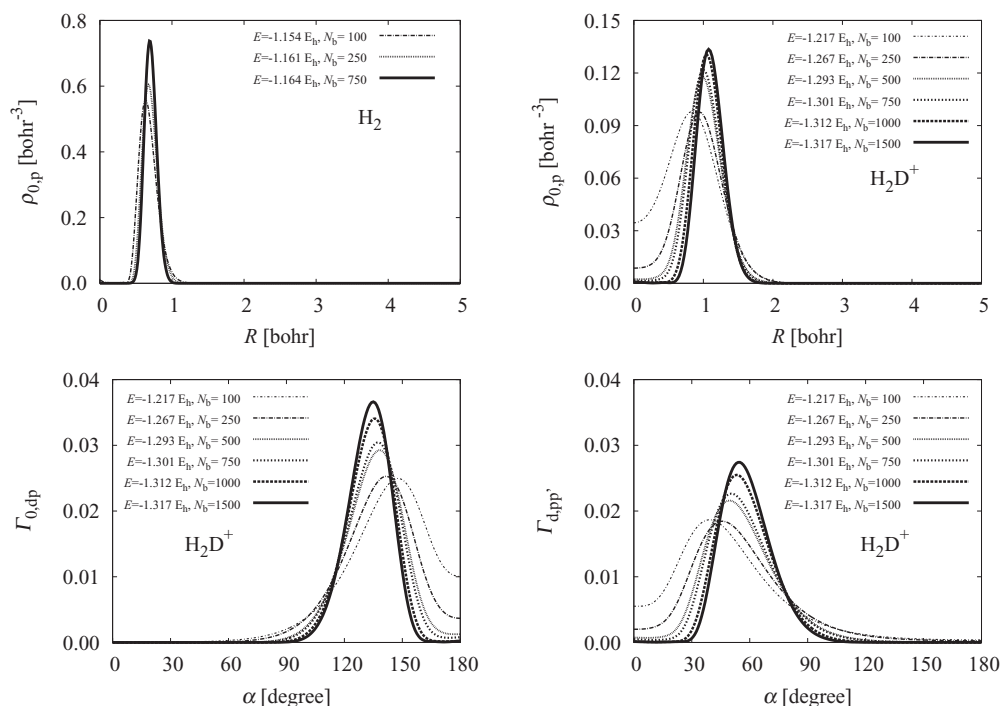 0.8
0.6
0.4
0.2
0.0
ρ0,p [bohr-3]
E=-1.154 Eh, Nb= 100
E=-1.161 Eh, Nb= 250
E=-1.164 Eh, Nb= 750
H2
0 1 2 3 4 5
R [bohr]
0.15
0.12
0.09
0.06
0.03
0.00
ρ0,p [bohr-3]
E=-1.217 Eh, Nb= 100
E=-1.267 Eh, Nb= 250
E=-1.293 Eh, Nb= 500
E=-1.301 Eh, Nb= 750
E=-1.312 Eh, Nb=1000
E=-1.317 Eh, Nb=1500
H2D+
0 1 2 3 4 5
R [bohr]
0.04
0.03
0.02
0.01
0.00
Γ0,dp
E=-1.217 Eh, Nb= 100
E=-1.267 Eh, Nb= 250
E=-1.293 Eh, Nb= 500
E=-1.301 Eh, Nb= 750
E=-1.312 Eh, Nb=1000
E=-1.317 Eh, Nb=1500
H2D+
0 30 60 90 120 150 180
α [degree]
0.04
0.03
0.02
0.01
0.00
Γd,pp'
E=-1.217 Eh, Nb= 100
E=-1.267 Eh, Nb= 250
E=-1.293 Eh, Nb= 500
E=-1.301 Eh, Nb= 750
E=-1.312 Eh, Nb=1000
E=-1.317 Eh, Nb=1500
H2D+
0 30 60 90 120 150 180
α [degree]